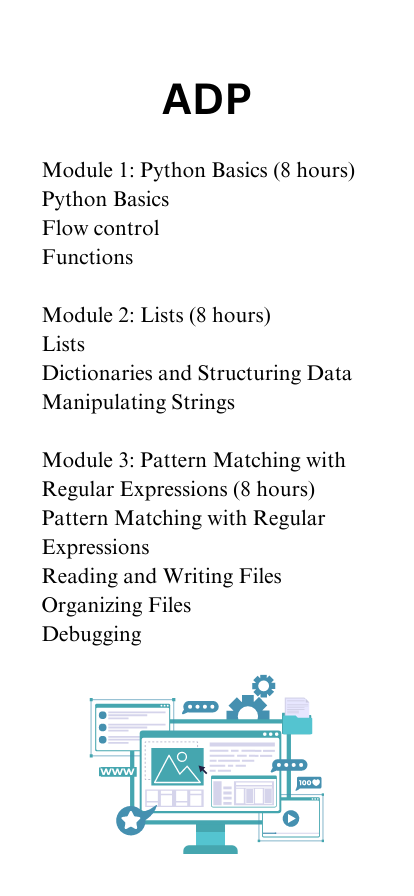 ADP
Module 1: Python Basics (8 hours)
Python Basics
Flow control
Functions
Module 2: Lists (8 hours)
Lists
Dictionaries and Structuring Data
Manipulating Strings
Module 3: Pattern Matching with
Regular Expressions (8 hours)
Pattern Matching with Regular
Expressions
Reading and Writing Files
Organizing Files
Debugging
WWW
100